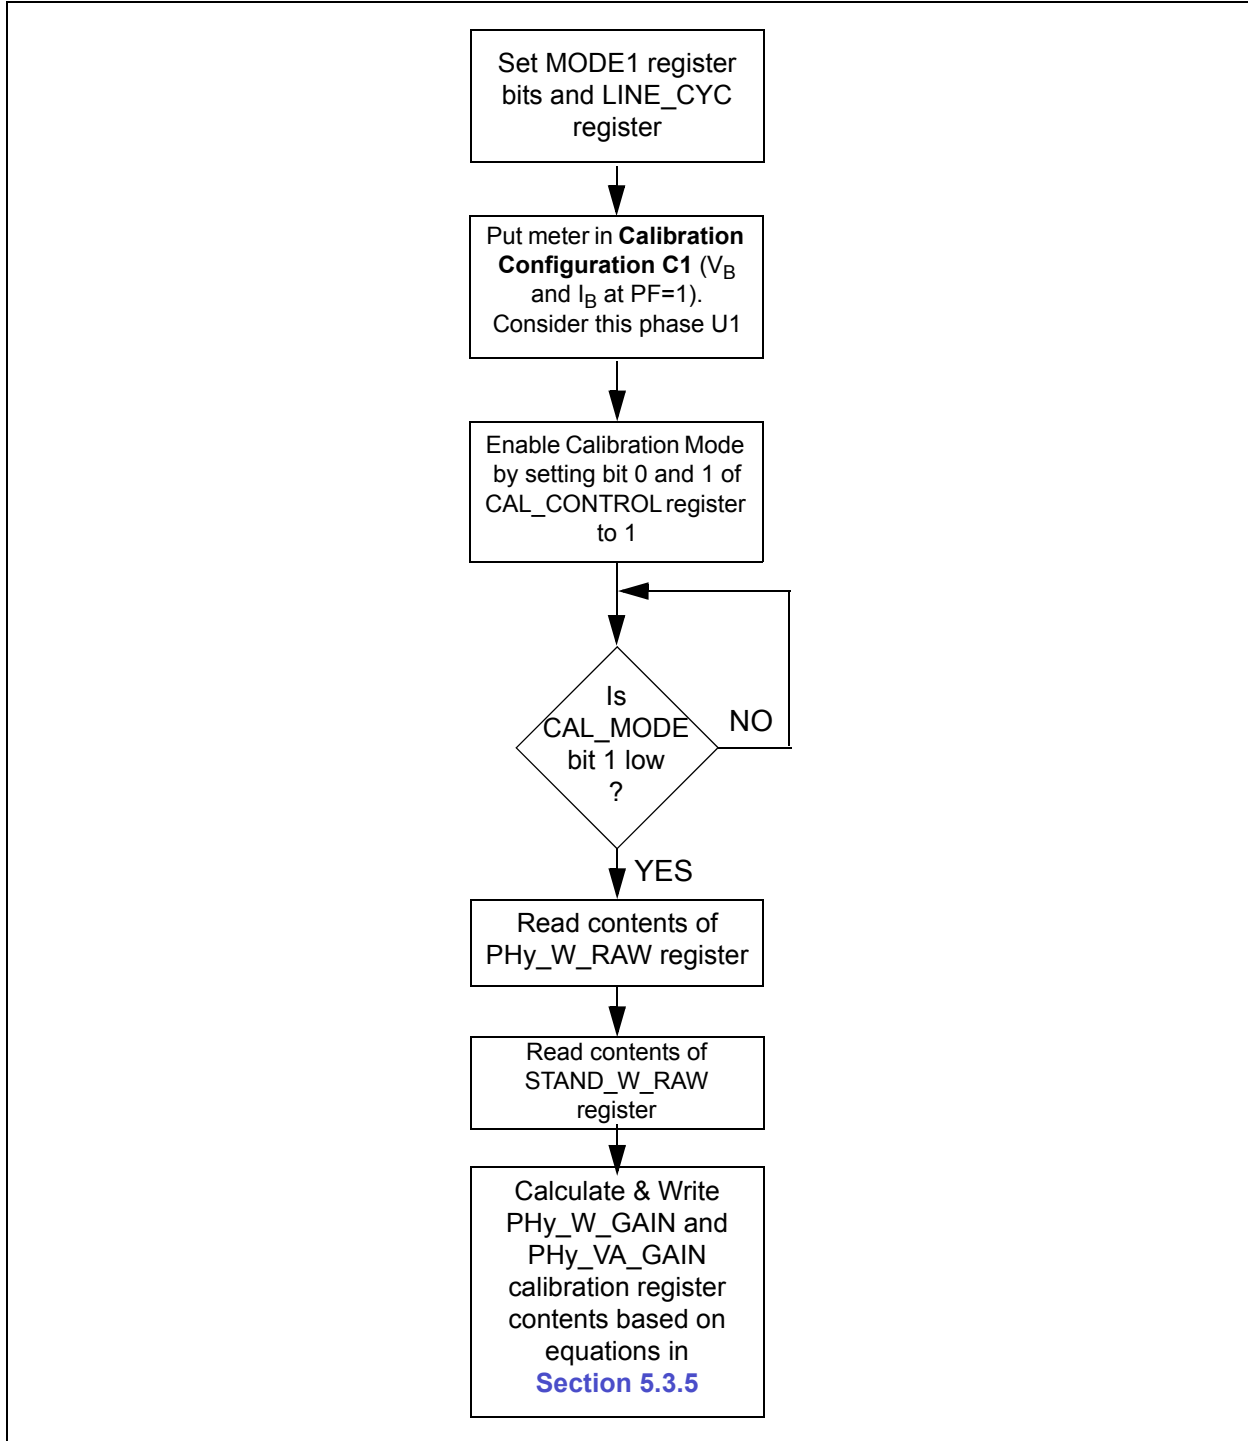 Set MODE1 register
bits and LINE_CYC
register
Put meter in Calibration
Configuration C1 (VB
and IB at PF=1).
Consider this phase U1
Enable Calibration Mode
by setting bit 0 and 1 of
CAL_CONTROL register
to 1
Is
CAL_MODE
bit 1 low
?
NO
YES
Read contents of
PHy_W_RAW register
Read contents of
STAND_W_RAW
register
Calculate & Write
PHy_W_GAIN and
PHy_VA_GAIN
calibration register
contents based on
equations in
Section 5.3.5